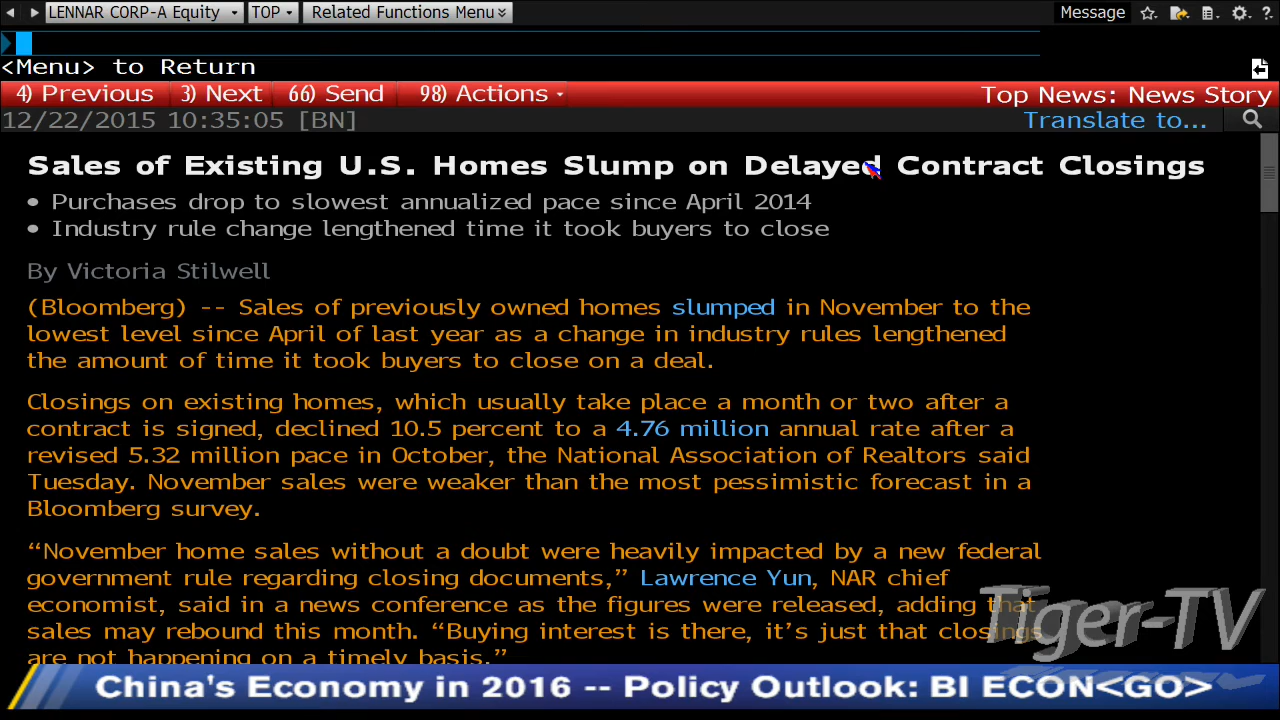 LENNAR CORP-A Equity TOP Related Functions Menu Message
<Menu> to Return
4) Previous 3) Next 66) Send 98) Actions Top News: News Story
12/22/2015 10:35:05 [BN] Translate to...
Sales of Existing U.S. Homes Slump on Delayed Contract Closings
• Purchases drop to slowest annualized pace since April 2014
• Industry rule change lengthened time it took buyers to close
By Victoria Stilwell
(Bloomberg) -- Sales of previously owned homes slumped in November to the
lowest level since April of last year as a change in industry rules lengthened
the amount of time it took buyers to close on a deal.
Closings on existing homes, which usually take place a month or two after a
contract is signed, declined 10.5 percent to a 4.76 million annual rate after a
revised 5.32 million pace in October, the National Association of Realtors said
Tuesday. November sales were weaker than the most pessimistic forecast in a
Bloomberg survey.
“November home sales without a doubt were heavily impacted by a new federal
government rule regarding closing documents,” Lawrence Yun, NAR chief
economist, said in a news conference as the figures were released, adding that
sales may rebound this month. “Buying interest is there, it’s just that closings
are not happening on a timely basis.”
Tiger-TV
China's Economy in 2016 -- Policy Outlook: BI ECON<GO>